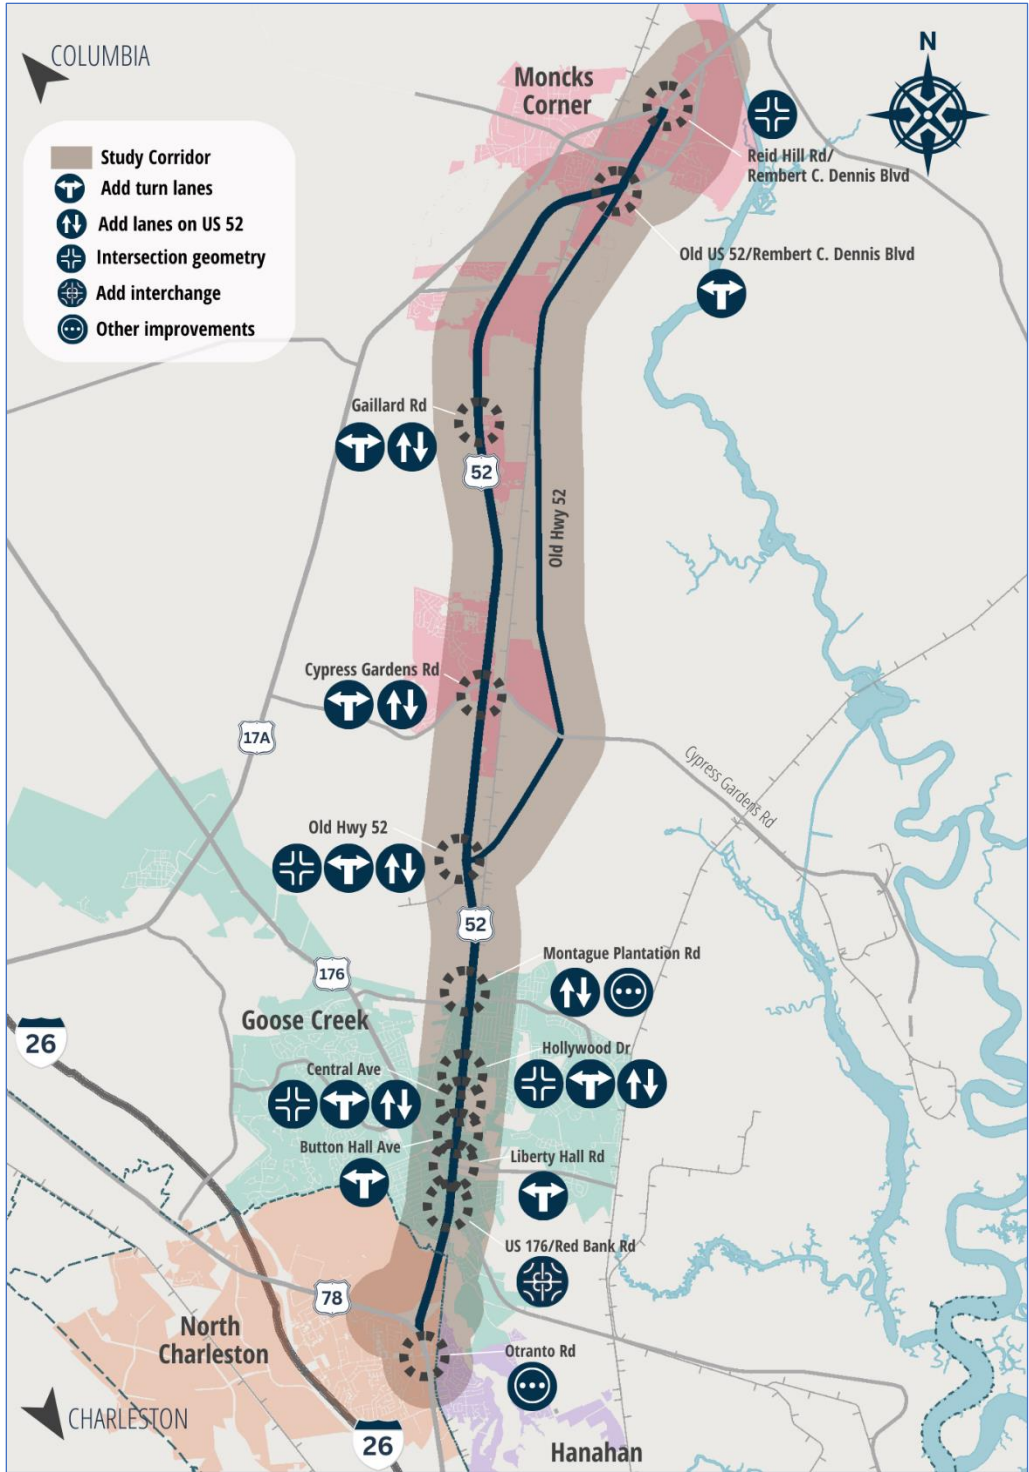 COLUMBIA
N
Moncks
Corner
Study Corridor
Add turn lanes
Add lanes on US 52
Intersection geometry
Add interchange
Other improvements
Reid Hill Rd/
Rembert C. Dennis Blvd
Old US 52/Rembert C. Dennis Blvd
Gaillard Rd
52
Old Hwy 52
Cypress Gardens Rd
17A
Cypress Gardens Rd
Old Hwy 52
52
Montague Plantation Rd
176
Goose Creek
26
Hollywood Dr
Central Ave
Button Hall Ave
Liberty Hall Rd
US 176/Red Bank Rd
78
North
Charleston
Otranto Rd
CHARLESTON
26
Hanahan